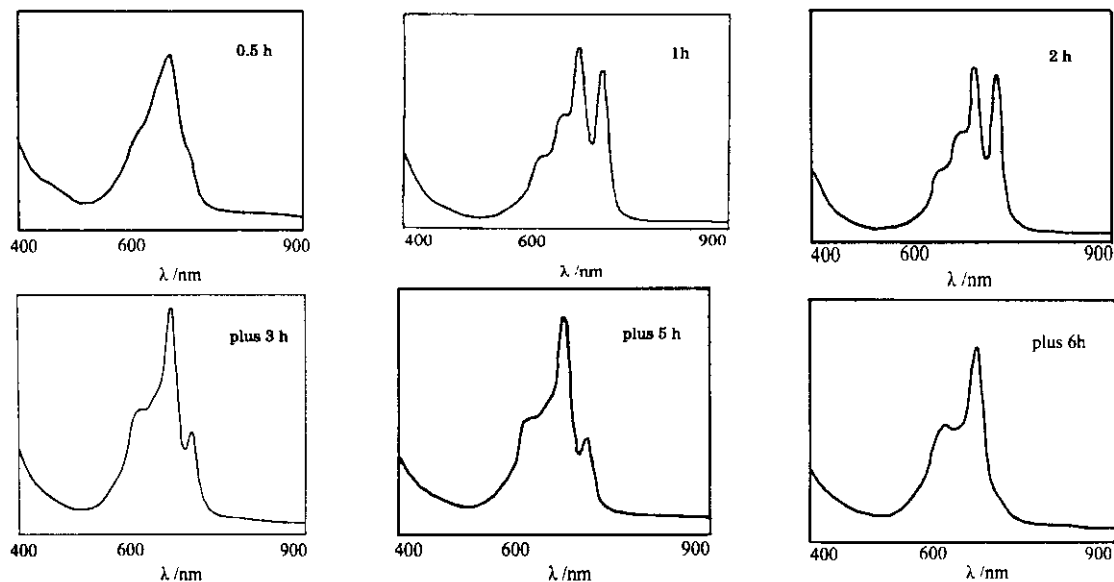 0.5 h
400 600 900
λ /nm
1h
400 600 900
λ /nm
2 h
400 600 900
λ /nm
plus 3 h
400 600 900
λ /nm
plus 5 h
400 600 900
λ /nm
plus 6h
400 600 900
λ /nm